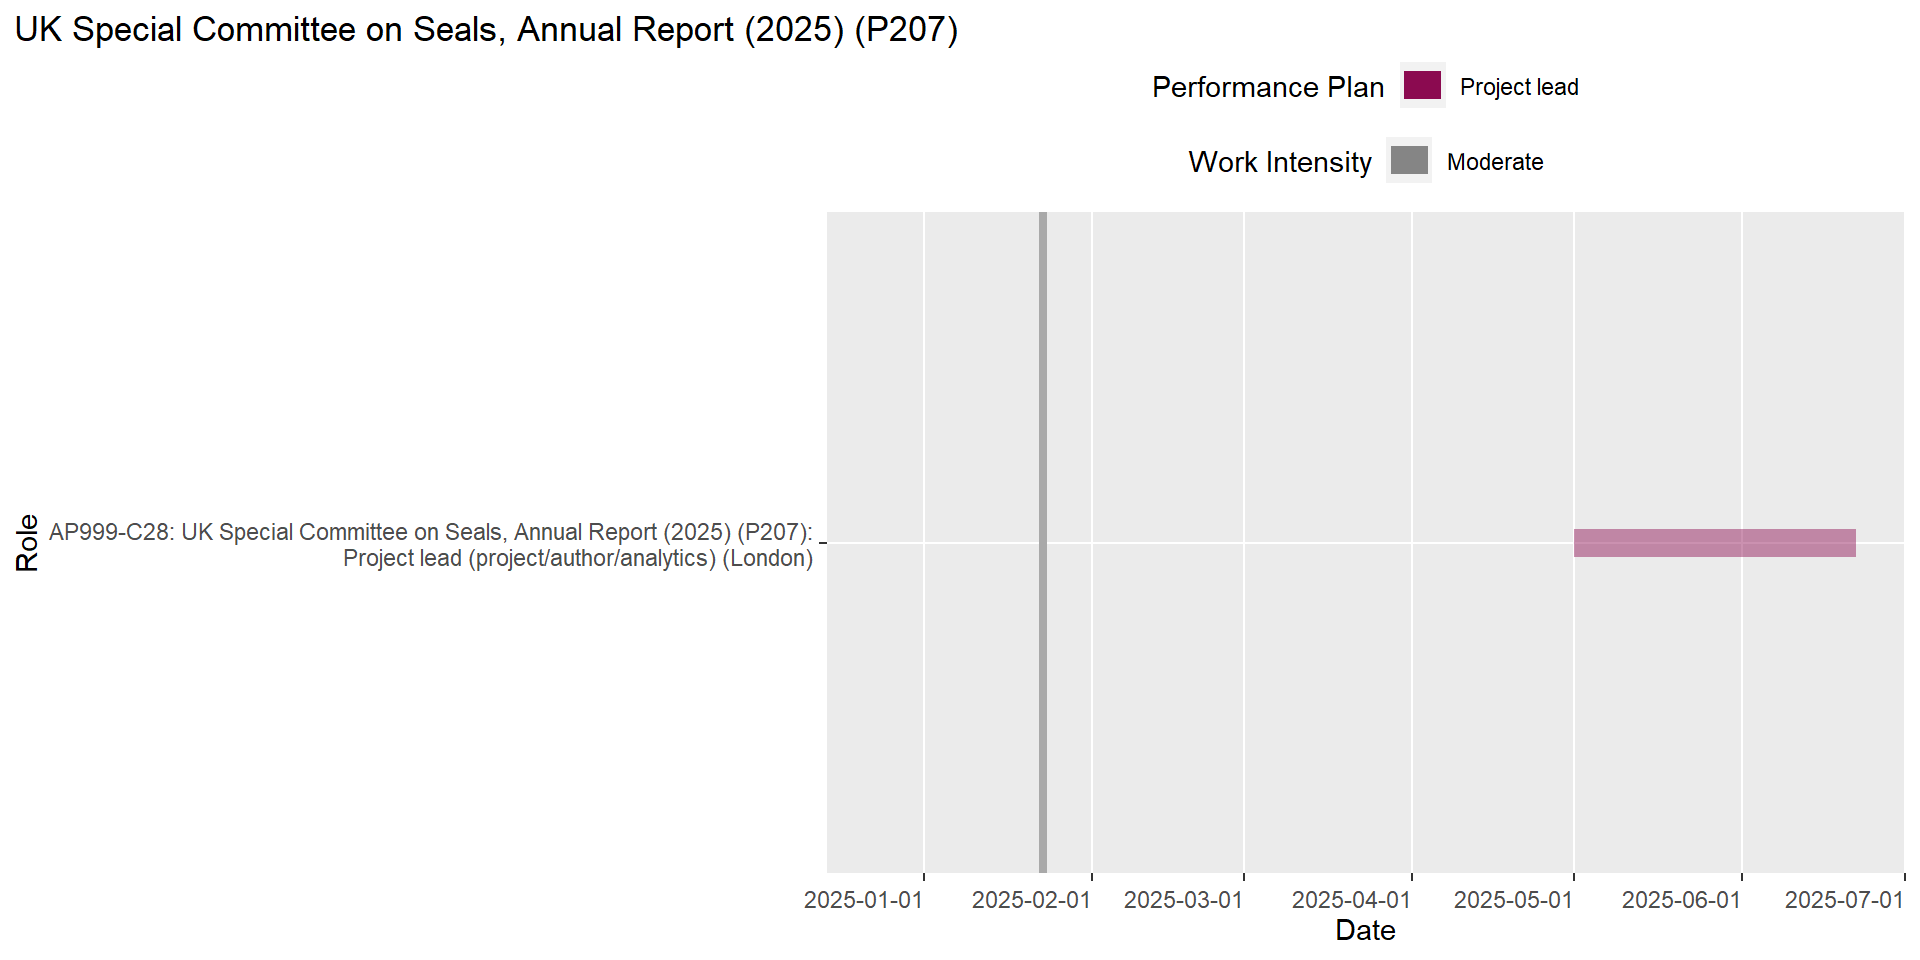 UK Special Committee on Seals, Annual Report (2025) (P207)
Performance Plan
Project lead
Work Intensity
Moderate
Role
AP999-C28: UK Special Committee on Seals, Annual Report (2025) (P207):
Project lead (project/author/analytics) (London)
2025-01-01
2025-02-01
2025-03-01
2025-04-01
2025-05-01
2025-06-01
2025-07-01
Date